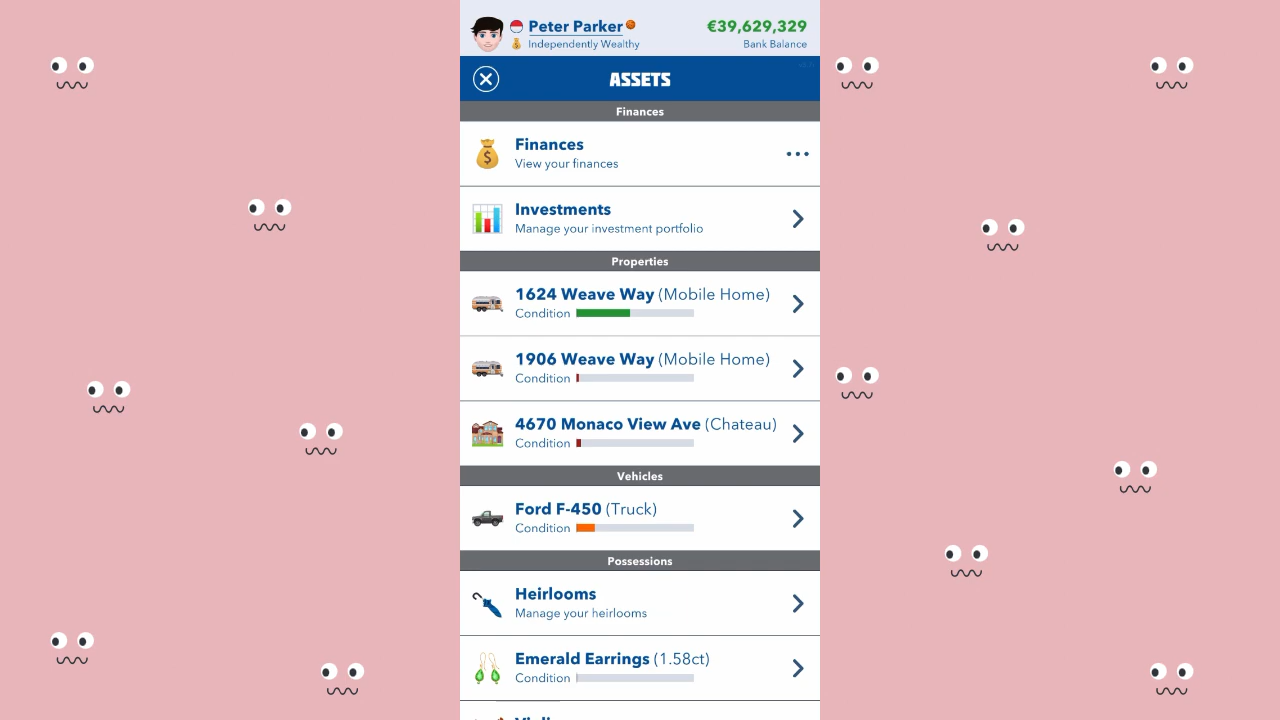 Peter Parker
€39,629,329
Independently Wealthy
Bank Balance
ASSETS
Finances
Finances
View your finances
Investments
Manage your investment portfolio
Properties
1624 Weave Way (Mobile Home)
Condition
1906 Weave Way (Mobile Home)
Condition
4670 Monaco View Ave (Chateau)
Condition
Vehicles
Ford F-450 (Truck)
Condition
Possessions
Heirlooms
Manage your heirlooms
Emerald Earrings (1.58ct)
Condition